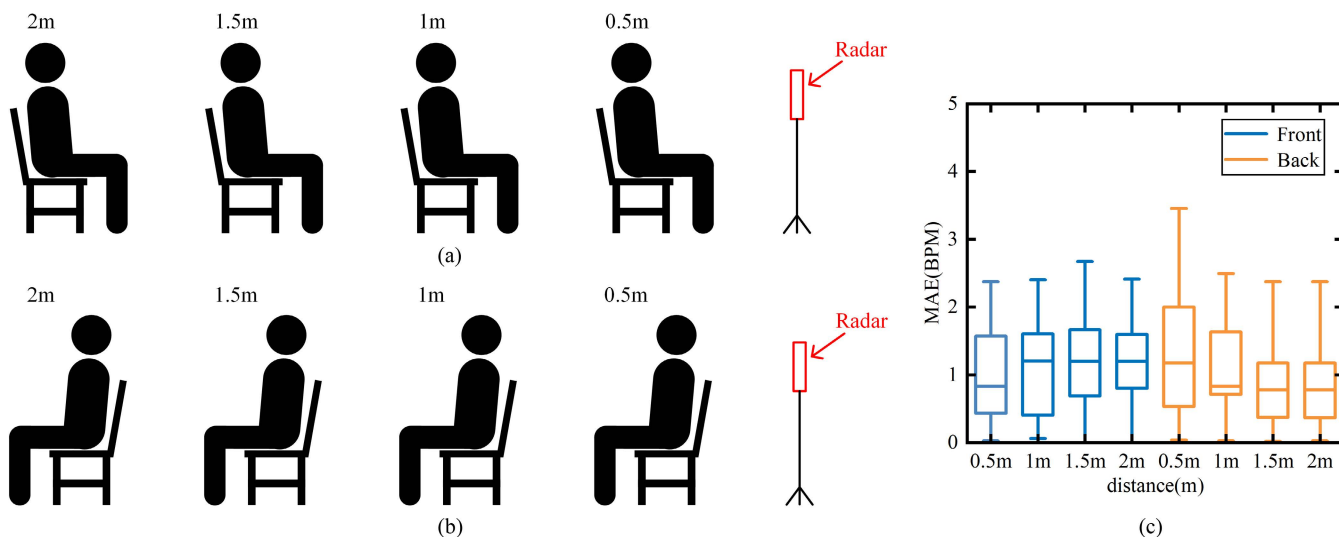 2m
1.5m
1m
0.5m
Radar
(a)
2m
1.5m
1m
0.5m
Radar
(b)
5
4
3
2
1
0
MAE(BPM)
Front
Back
0.5m 1m 1.5m 2m 0.5m 1m 1.5m 2m
distance(m)
(c)